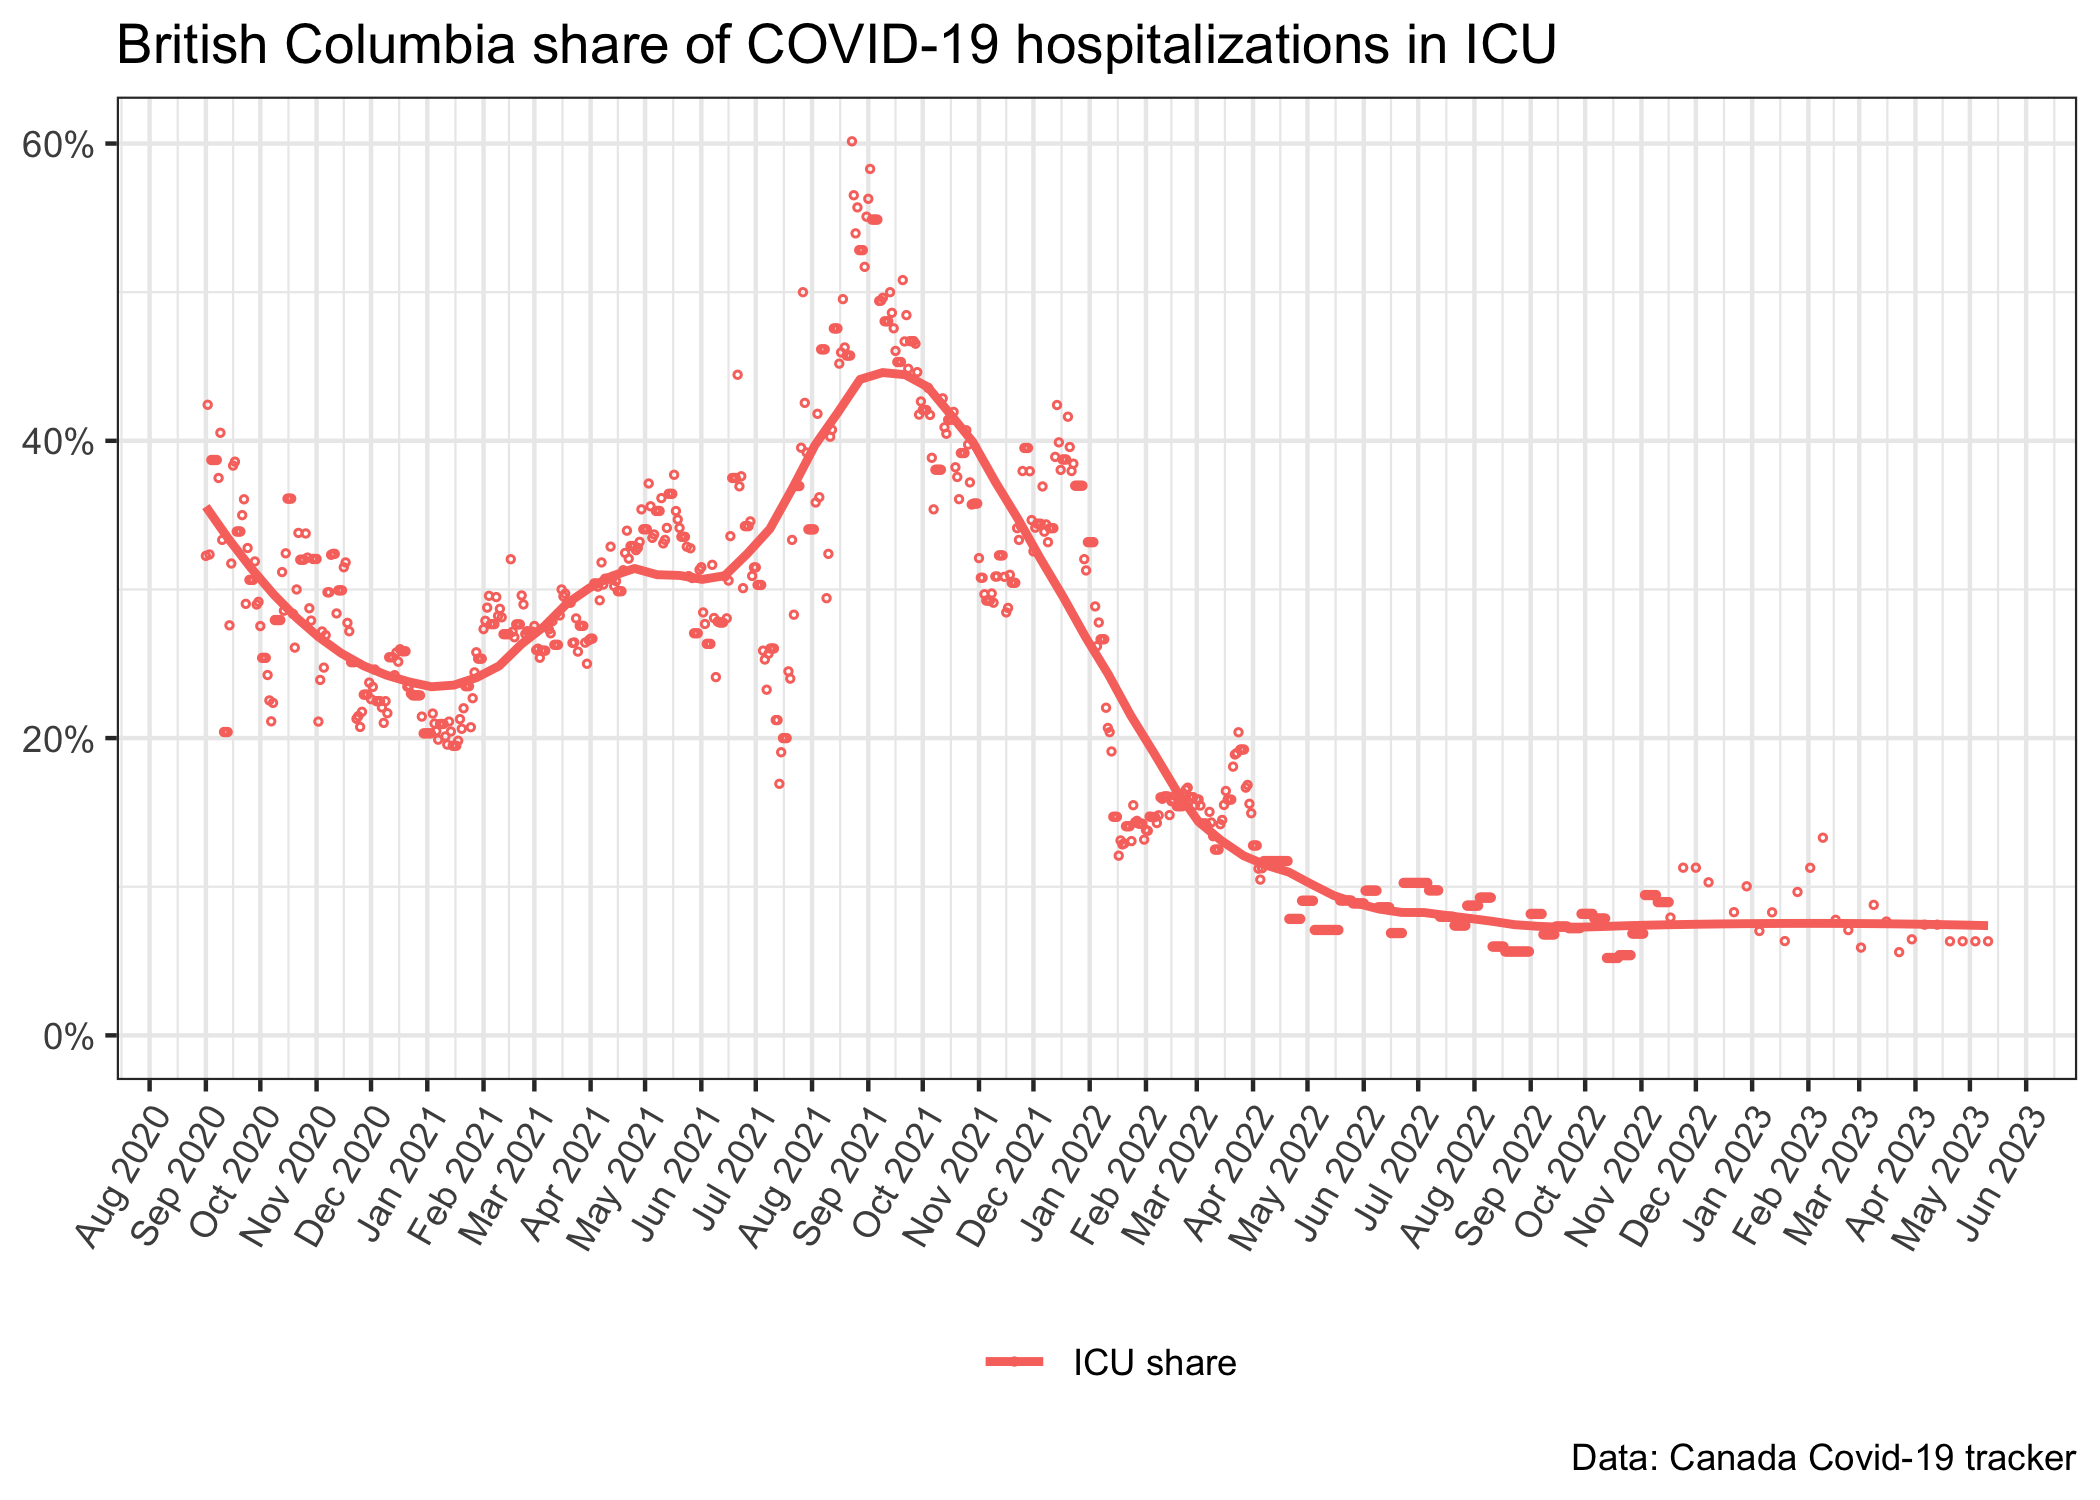 British Columbia share of COVID-19 hospitalizations in ICU
60%
40%
20%
0%
Aug 2020
Sep 2020
Oct 2020
Nov 2020
Dec 2020
Jan 2021
Feb 2021
Mar 2021
Apr 2021
May 2021
Jun 2021
Jul 2021
Aug 2021
Sep 2021
Oct 2021
Nov 2021
Dec 2021
Jan 2022
Feb 2022
Mar 2022
Apr 2022
May 2022
Jun 2022
Jul 2022
Aug 2022
Sep 2022
Oct 2022
Nov 2022
Dec 2022
Jan 2023
Feb 2023
Mar 2023
Apr 2023
May 2023
Jun 2023
ICU share
Data: Canada Covid-19 tracker